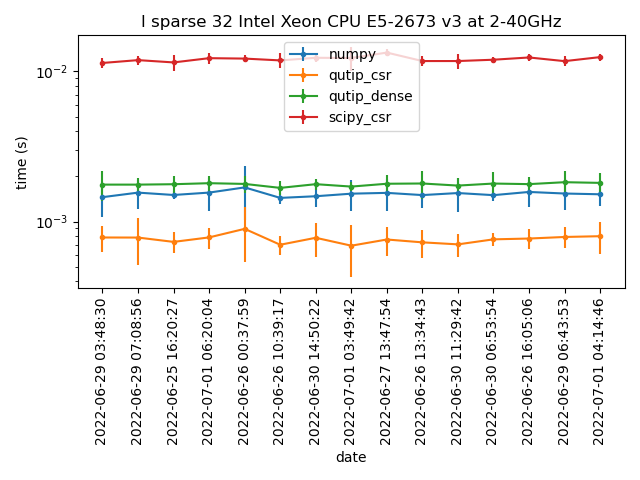 I sparse 32 Intel Xeon CPU E5-2673 v3 at 2-40GHz
numpy
qutip_csr
qutip_dense
scipy_csr
time (s)
10⁻²
10⁻³
2022-06-29 03:48:30
2022-06-29 07:08:56
2022-06-25 16:20:27
2022-07-01 06:20:04
2022-06-26 00:37:59
2022-06-26 10:39:17
2022-06-30 14:50:22
2022-07-01 03:49:42
2022-06-27 13:47:54
2022-06-26 13:34:43
2022-06-30 11:29:42
2022-06-30 06:53:54
2022-06-26 16:05:06
2022-06-29 06:43:53
2022-07-01 04:14:46
date